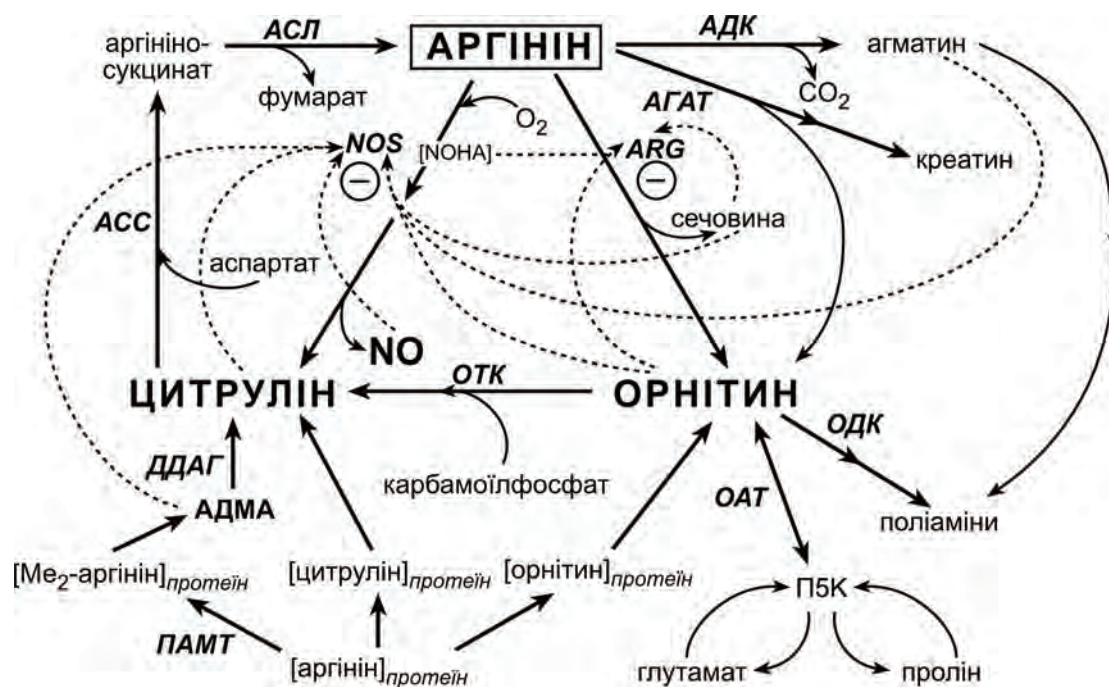 аргініно-
сукцинат
АСЛ
фумарат
АРГІНІН
АДК
агматин
CO2
O2
АГАТ
NOS
[NOHA]
ARG
креатин
–
–
АСС
сечовина
аспартат
NO
ЦИТРУЛІН
ОТК
ОРНІТИН
ДДАГ
АДМА
карбамоїлфосфат
ОДК
ОАТ
поліаміни
[Me2-аргінін]протеїн
[цитрулін]протеїн
[орнітин]протеїн
П5К
ПАМТ
[аргінін]протеїн
глутамат
пролін